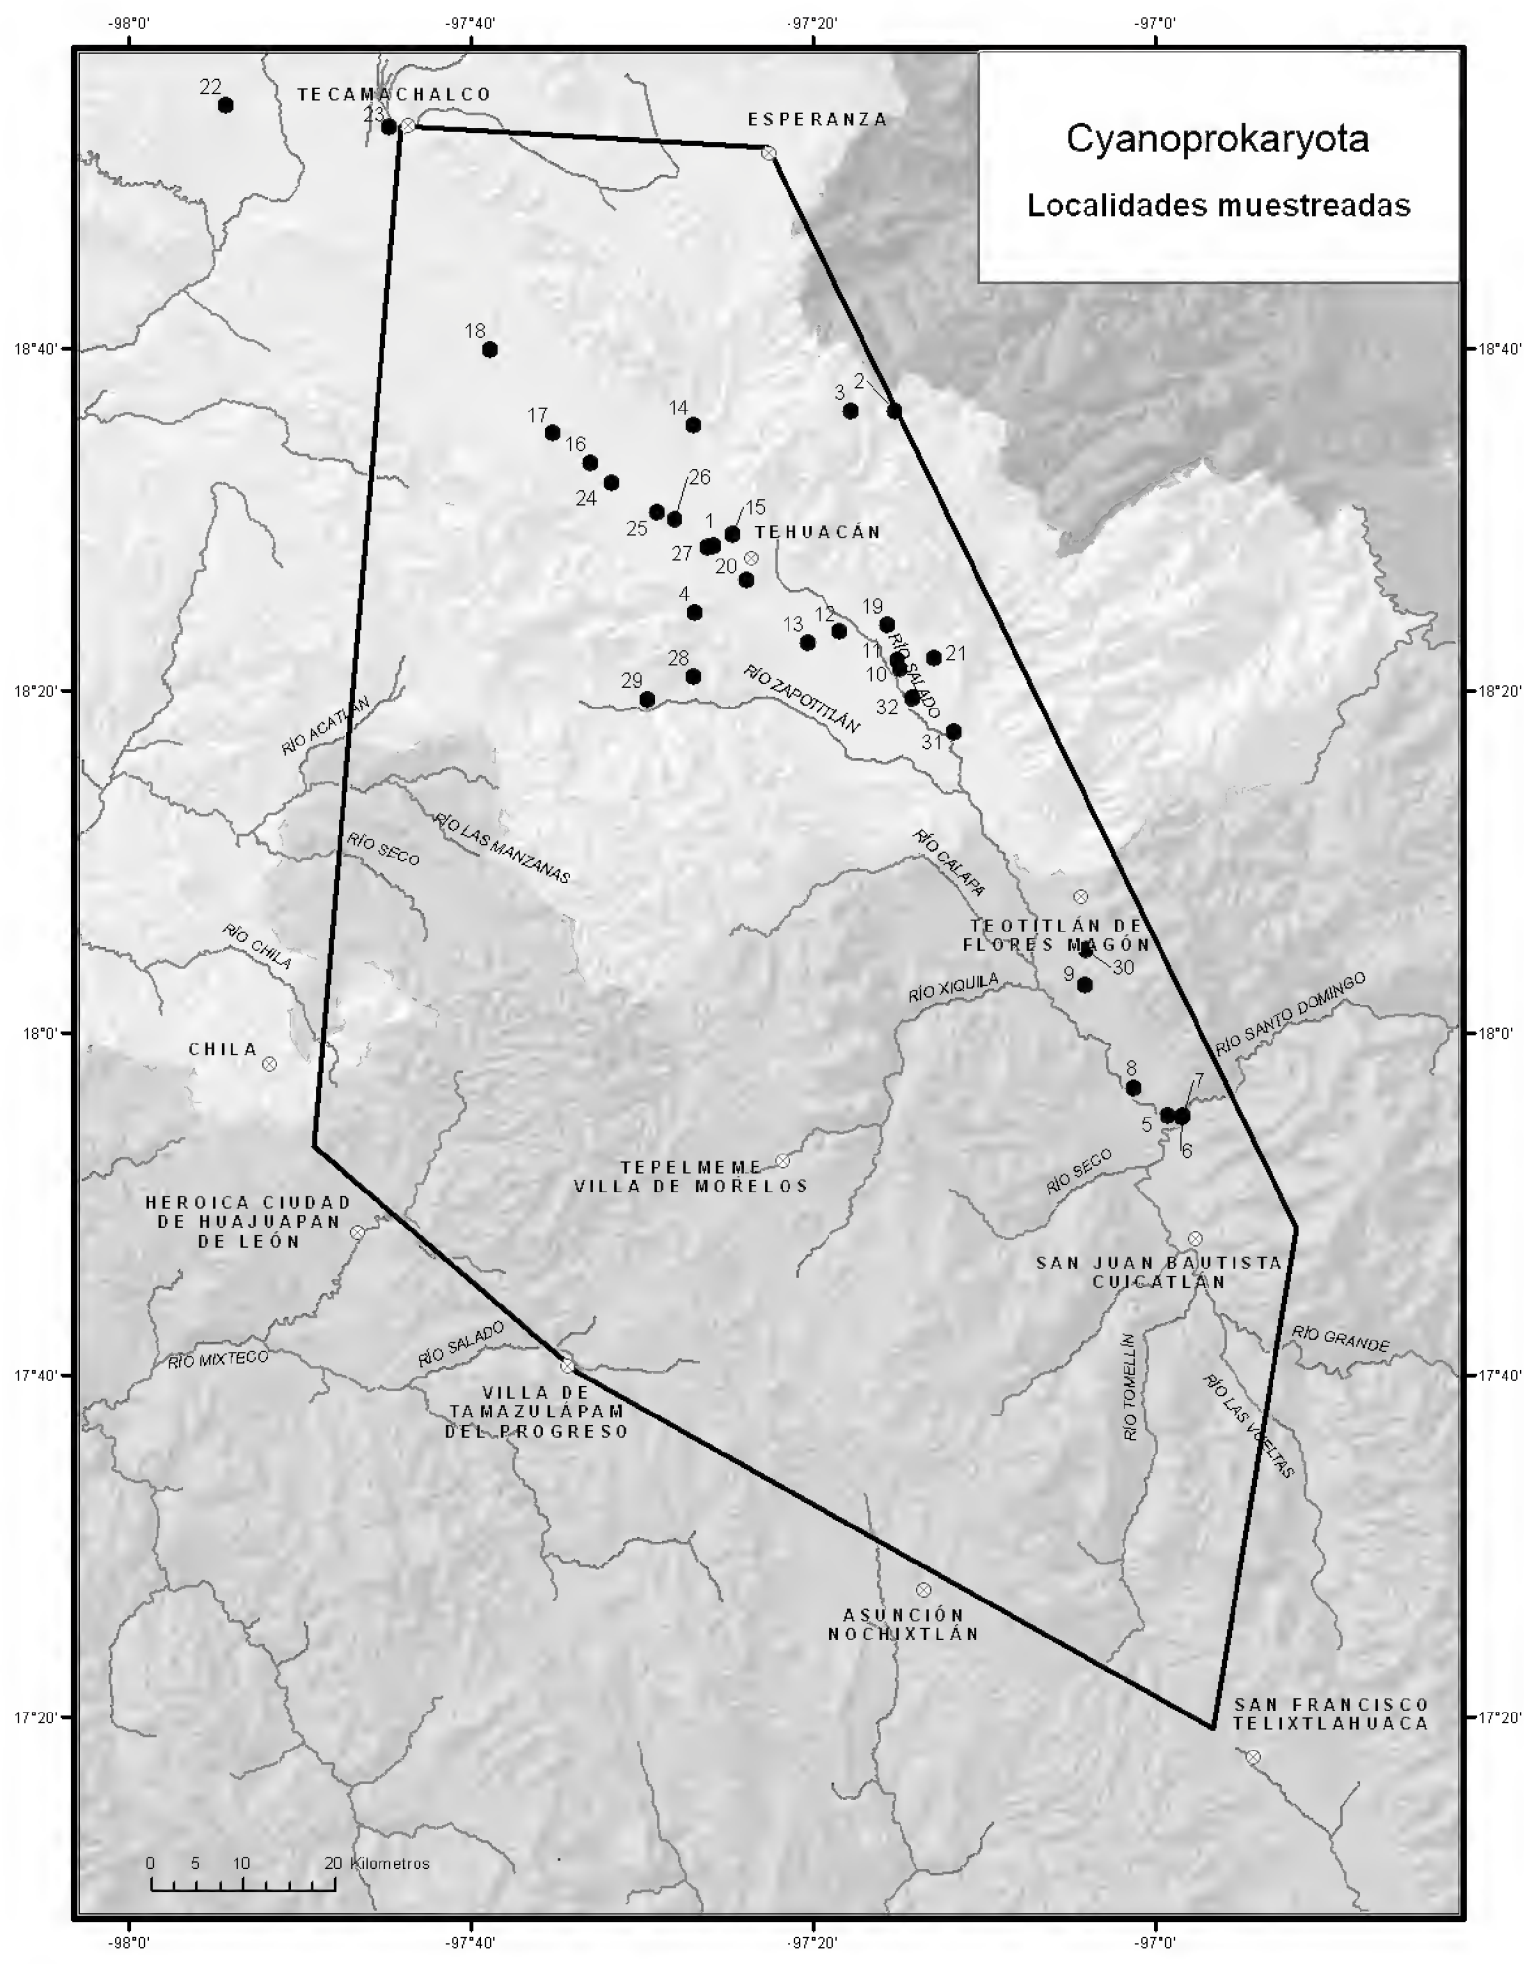 -98°0'
-97°40'
-97°20'
-97°0'
Cyanoprokaryota
Localidades muestreadas
22
TECAMACHALCO
23
ESPERANZA
18°40'
18°40'
18
3
2
17
14
16
24
26
25
1
15
TEHUACÁN
27
20
4
19
12
13
11
21
10
RÍO SALADO
28
29
32
31
18°20'
18°20'
RÍO ZAPOTITLÁN
RÍO ACATLÁN
RÍO LAS MANZANAS
RÍO SECO
RÍO CALAPA
TEOTITLÁN DE
FLORES MAGÓN
30
9
RÍO CHILA
RÍO XIQUILA
RÍO SANTO DOMINGO
18°0'
18°0'
CHILA
8
7
5
6
TEPELMEME
VILLA DE MORELOS
RÍO SECO
HEROICA CIUDAD
DE HUAJUAPAN
DE LEÓN
SAN JUAN BAUTISTA
CUICATLÁN
RÍO MIXTECO
RÍO SALADO
RÍO TOMELLÍN
RÍO GRANDE
RÍO LAS VUELTAS
17°40'
17°40'
VILLA DE
TAMAZULÁPAM
DEL PROGRESO
ASUNCIÓN
NOCHIXTLÁN
SAN FRANCISCO
TELIXTLAHUACA
17°20'
17°20'
0 5 10 20 Kilometros
-98°0'
-97°40'
-97°20'
-97°0'